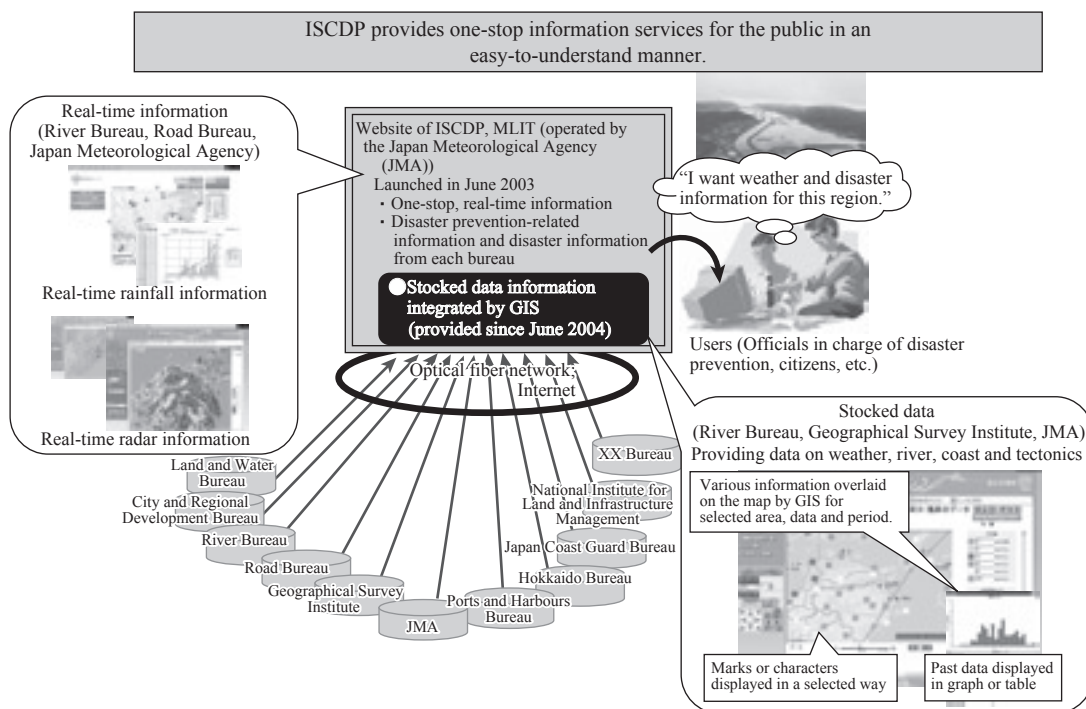 ISCDP provides one-stop information services for the public in an
easy-to-understand manner.
Real-time information
(River Bureau, Road Bureau,
Japan Meteorological Agency)
Real-time rainfall information
Real-time radar information
Website of ISCDP, MLIT (operated by
the Japan Meteorological Agency
(JMA))
Launched in June 2003
・One-stop, real-time information
・Disaster prevention-related
information and disaster information
from each bureau
●Stocked data information
integrated by GIS
(provided since June 2004)
“I want weather and disaster
information for this region.”
Users (Officials in charge of disaster
prevention, citizens, etc.)
Optical fiber network;
Internet
Land and Water
Bureau
City and Regional
Development Bureau
River Bureau
Road Bureau
Geographical Survey
Institute
JMA
Ports and Harbours
Bureau
Hokkaido Bureau
Japan Coast Guard Bureau
National Institute for
Land and Infrastructure
Management
XX Bureau
Stocked data
(River Bureau, Geographical Survey Institute, JMA)
Providing data on weather, river, coast and tectonics
Various information overlaid
on the map by GIS for
selected area, data and period.
Marks or characters
displayed in a selected way
Past data displayed
in graph or table